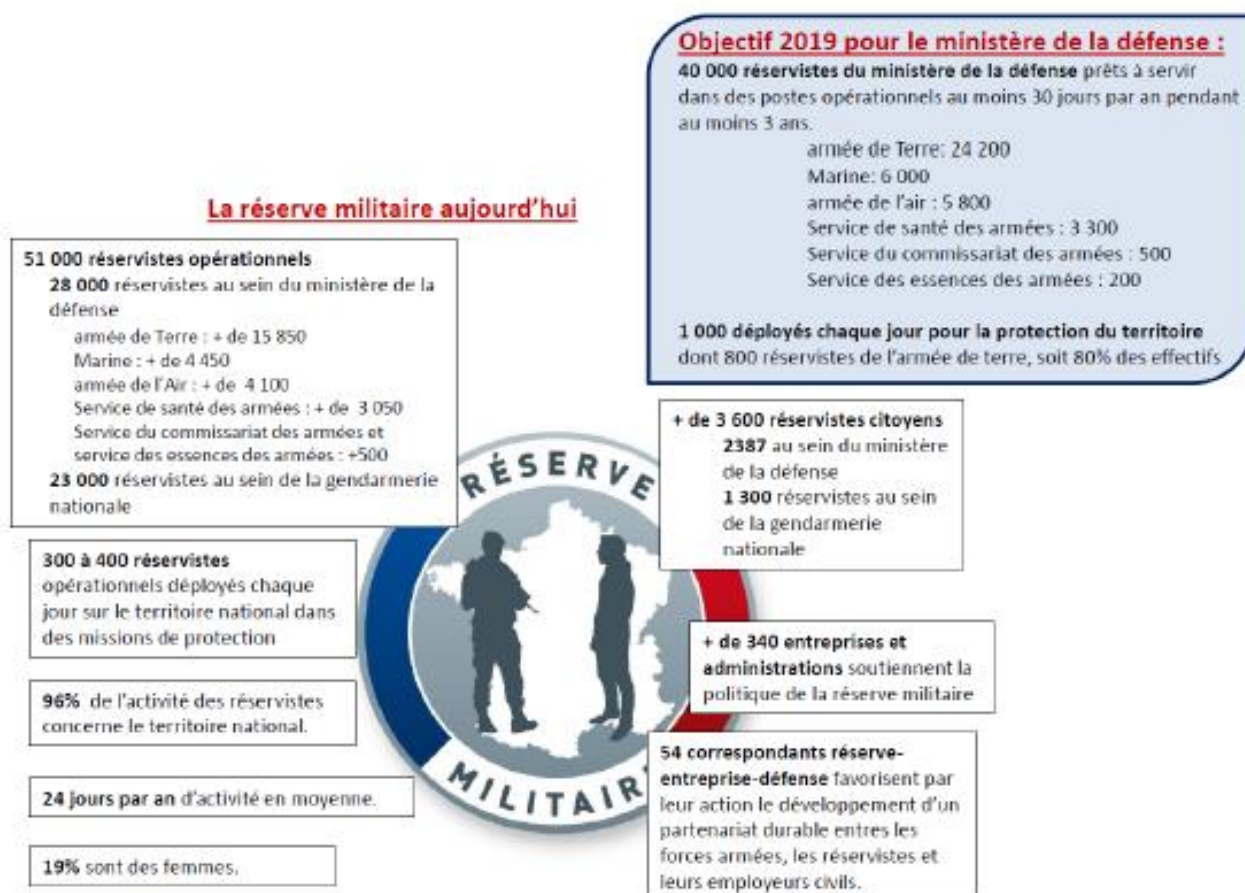 Objectif 2019 pour le ministère de la défense :
40 000 réservistes du ministère de la défense prêts à servir
dans des postes opérationnels au moins 30 jours par an pendant
au moins 3 ans.
armée de Terre: 24 200
Marine: 6 000
armée de l'air : 5 800
Service de santé des armées : 3 300
Service du commissariat des armées : 500
Service des essences des armées : 200
1 000 déployés chaque jour pour la protection du territoire
dont 800 réservistes de l'armée de terre, soit 80% des effectifs
La réserve militaire aujourd'hui
51 000 réservistes opérationnels
28 000 réservistes au sein du ministère de la
défense
armée de Terre : + de 15 850
Marine : + de 4 450
armée de l'Air : + de 4 100
Service de santé des armées : + de 3 050
Service du commissariat des armées et
service des essences des armées : +500
23 000 réservistes au sein de la gendarmerie
nationale
300 à 400 réservistes
opérationnels déployés chaque
jour sur le territoire national dans
des missions de protection
96% de l'activité des réservistes
concerne le territoire national.
24 jours par an d'activité en moyenne.
19% sont des femmes.
RÉSERVE
MILITAIRE
+ de 3 600 réservistes citoyens
2387 au sein du ministère
de la défense
1 300 réservistes au sein
de la gendarmerie
nationale
+ de 340 entreprises et
administrations soutiennent la
politique de la réserve militaire
54 correspondants réserve-
entreprise-défense favorisent par
leur action le développement d'un
partenariat durable entres les
forces armées, les réservistes et
leurs employeurs civils.